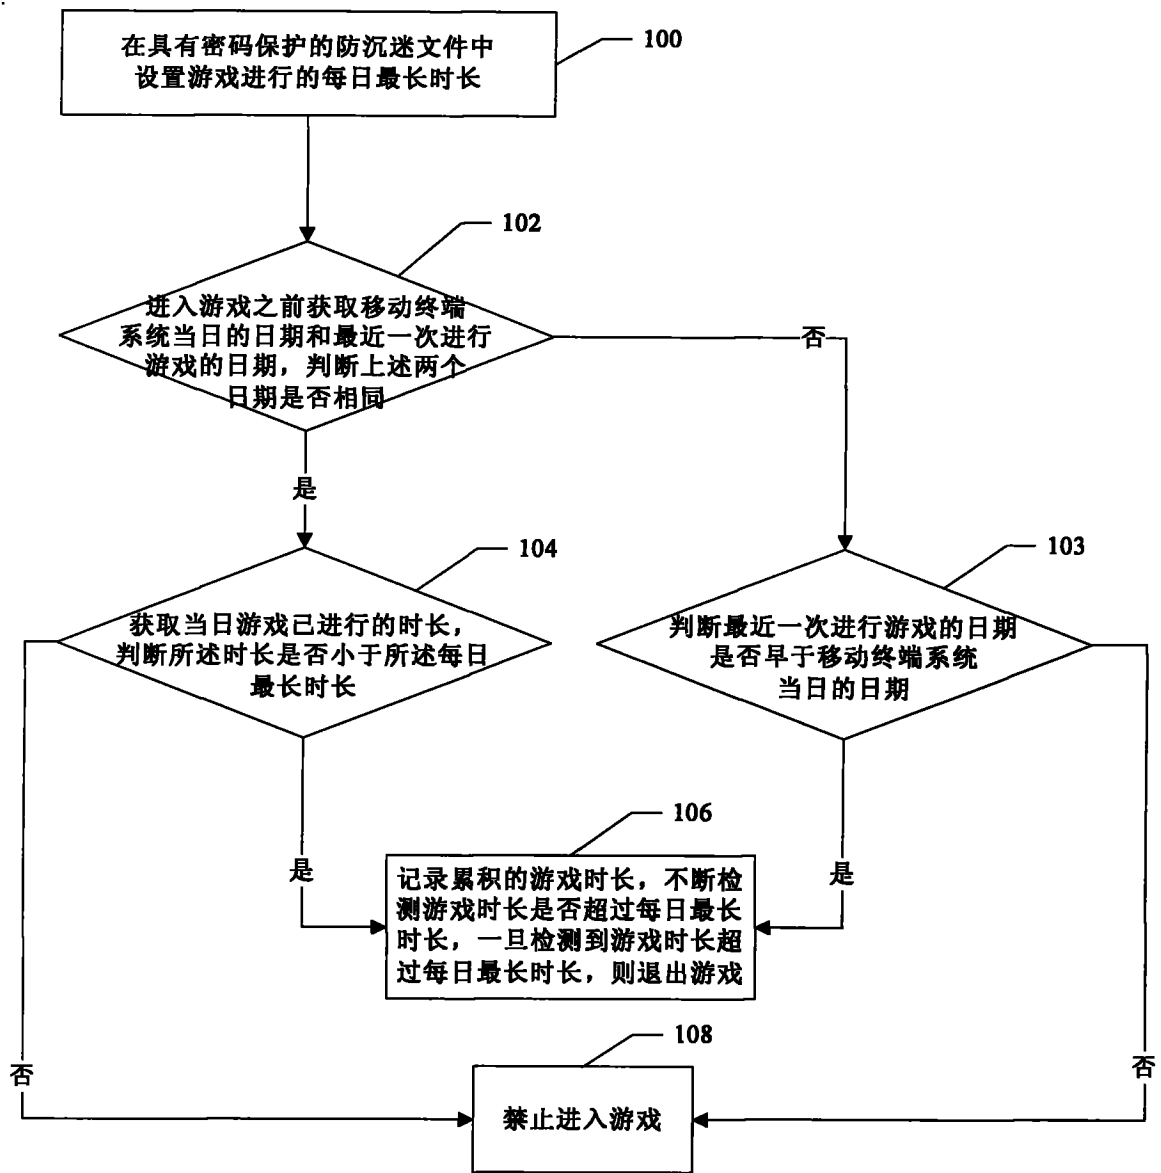 在具有密码保护的防沉迷文件中
设置游戏进行的每日最长时长
100
102
进入游戏之前获取移动终端
系统当日的日期和最近一次进行
游戏的日期，判断上述两个
日期是否相同
否
是
104
103
获取当日游戏已进行的时长，
判断所述时长是否小于所述每日
最长时长
判断最近一次进行游戏的日期
是否早于移动终端系统
当日的日期
106
是
是
记录累积的游戏时长，不断检
测游戏时长是否超过每日最长
时长，一旦检测到游戏时长超
过每日最长时长，则退出游戏
108
否
否
禁止进入游戏